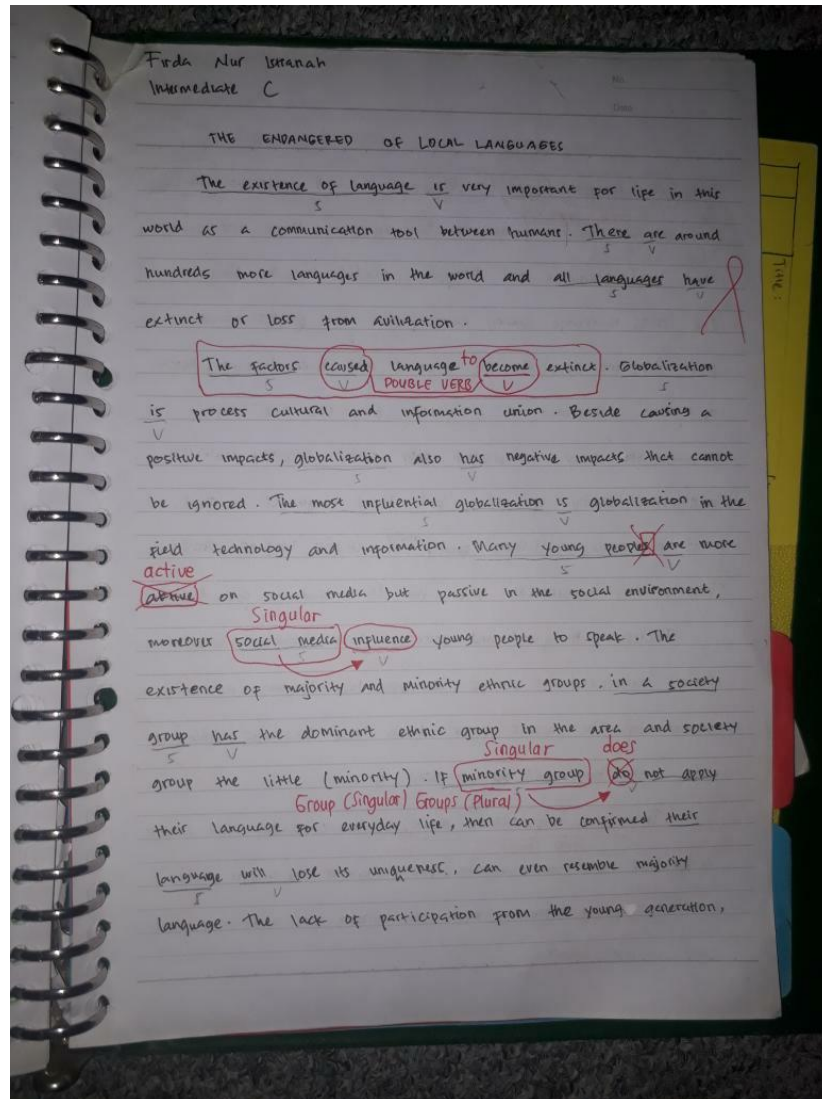 Firda Nur Istianah
Intermediate C
No.
Date
THE ENDANGERED OF LOCAL LANGUAGES
The existence of language is very important for life in this
S V
world as a communication tool between humans. There are around
S V
hundreds more languages in the world and all languages have
S V
Title:
extinct or loss from civilization.
The factors caused language to become extinct. Globalization
S V DOUBLE VERB V S
is process cultural and information union. Beside causing a
V
positive impacts, globalization also has negative impacts that cannot
S V
be ignored. The most influential globalization is globalization in the
S V
field technology and information. Many young peoples are more
S V
active
on social media but passive in the social environment,
Singular
moreover social media influence young people to speak. The
S V
existence of majority and minority ethnic groups. in a society
group has the dominant ethnic group in the area and society
S V
Singular does
group the little (minority). If minority group do not apply
Group (Singular) Groups (Plural)
their language for everyday life, then can be confirmed their
language will lose its uniqueness, can even resemble majority
S V
language. The lack of participation from the young generation,